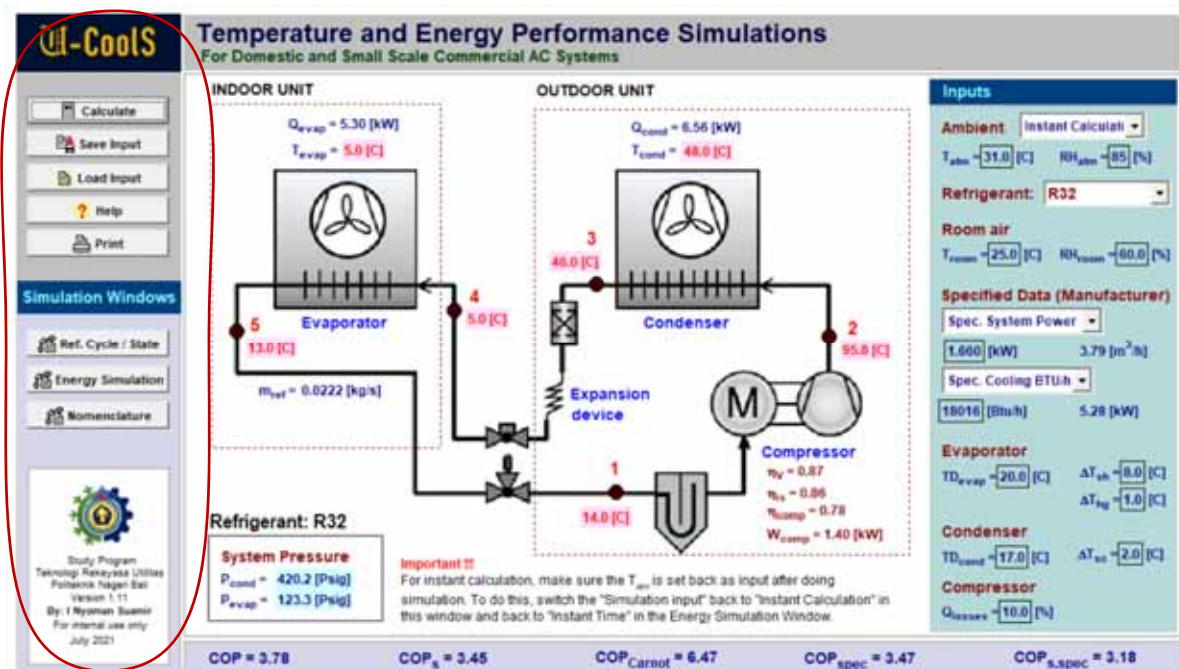 U-CoolS
Calculate
Save Input
Load Input
Help
Print
Simulation Windows
Ref. Cycle / State
Energy Simulation
Nomenclature
Study Program
Teknologi Rekayasa Utilitas
Politeknik Negeri Bali
Version 1.11
By: I Nyoman Suamir
For internal use only
July 2021
Temperature and Energy Performance Simulations
For Domestic and Small Scale Commercial AC Systems
INDOOR UNIT
Qevap = 5.30 [kW]
Tevap = 5.0 [C]
Evaporator
5
13.0 [C]
4
5.0 [C]
mref = 0.0222 [kg/s]
OUTDOOR UNIT
Qcond = 6.56 [kW]
Tcond = 48.0 [C]
3
46.0 [C]
Condenser
2
95.8 [C]
Expansion
device
M
Compressor
ηv = 0.87
ηis = 0.86
ηcomp = 0.78
Wcomp = 1.40 [kW]
1
14.0 [C]
Refrigerant: R32
System Pressure
Pcond = 420.2 [Psig]
Pevap = 123.3 [Psig]
Important !!
For instant calculation, make sure the Tatm is set back as input after doing
simulation. To do this, switch the "Simulation input" back to "Instant Calculation" in
this window and back to "Instant Time" in the Energy Simulation Window.
Inputs
Ambient Instant Calculati
Tatm = 31.0 [C] RHatm = 85 [%]
Refrigerant: R32
Room air
Troom = 25.0 [C] RHroom = 60.0 [%]
Specified Data (Manufacturer)
Spec. System Power
1.660 [kW] 3.79 [m³/h]
Spec. Cooling BTU/h
18016 [Btu/h] 5.28 [kW]
Evaporator
TDevap = 20.0 [C] ΔTsh = 8.0 [C]
ΔThg = 1.0 [C]
Condenser
TDcond = 17.0 [C] ΔTsc = 2.0 [C]
Compressor
Qlosses = 10.0 [%]
COP = 3.78 COPs = 3.45 COPCarnot = 6.47 COPspec = 3.47 COPs,spec = 3.18